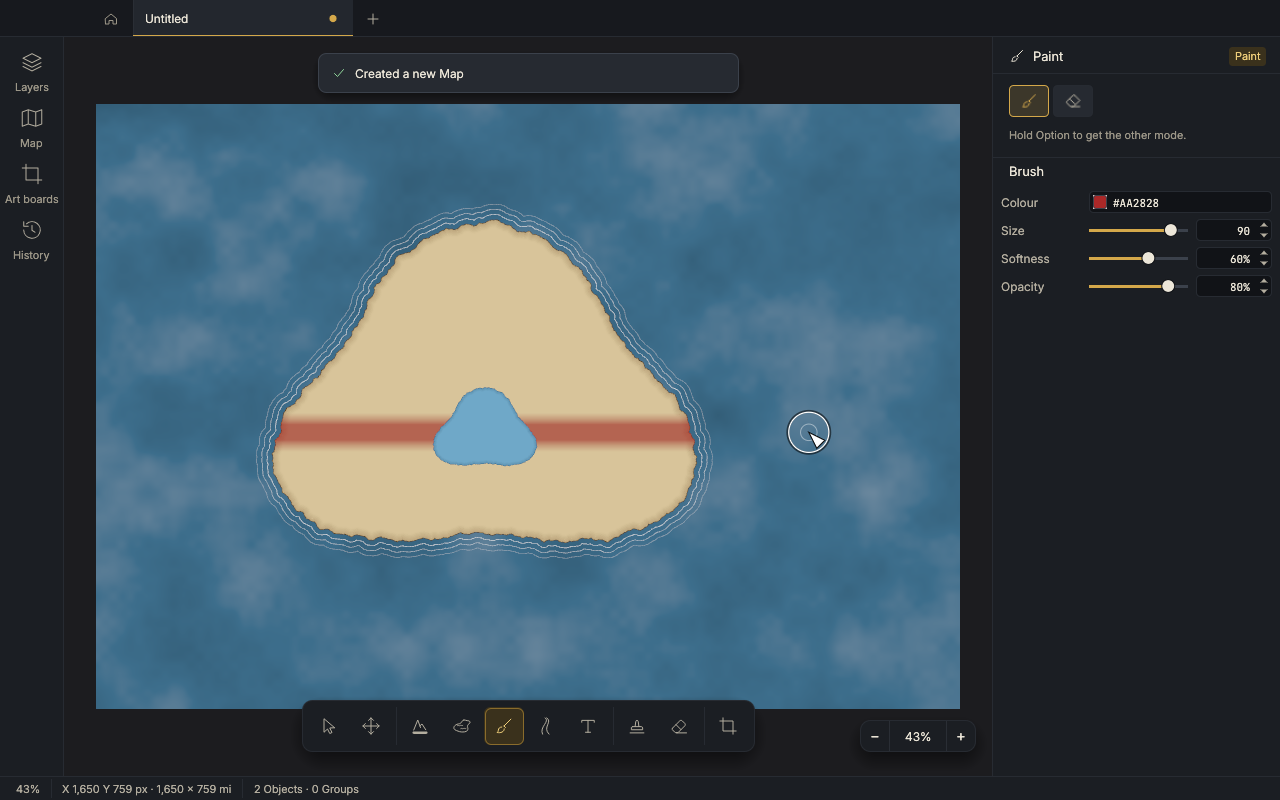 Untitled
Created a new Map
Paint
Paint
Layers
Map
Art boards
History
Hold Option to get the other mode.
Brush
Colour #AA2828
Size 90
Softness 60%
Opacity 80%
43%
43% X 1,650 Y 759 px · 1,650 × 759 mi 2 Objects · 0 Groups